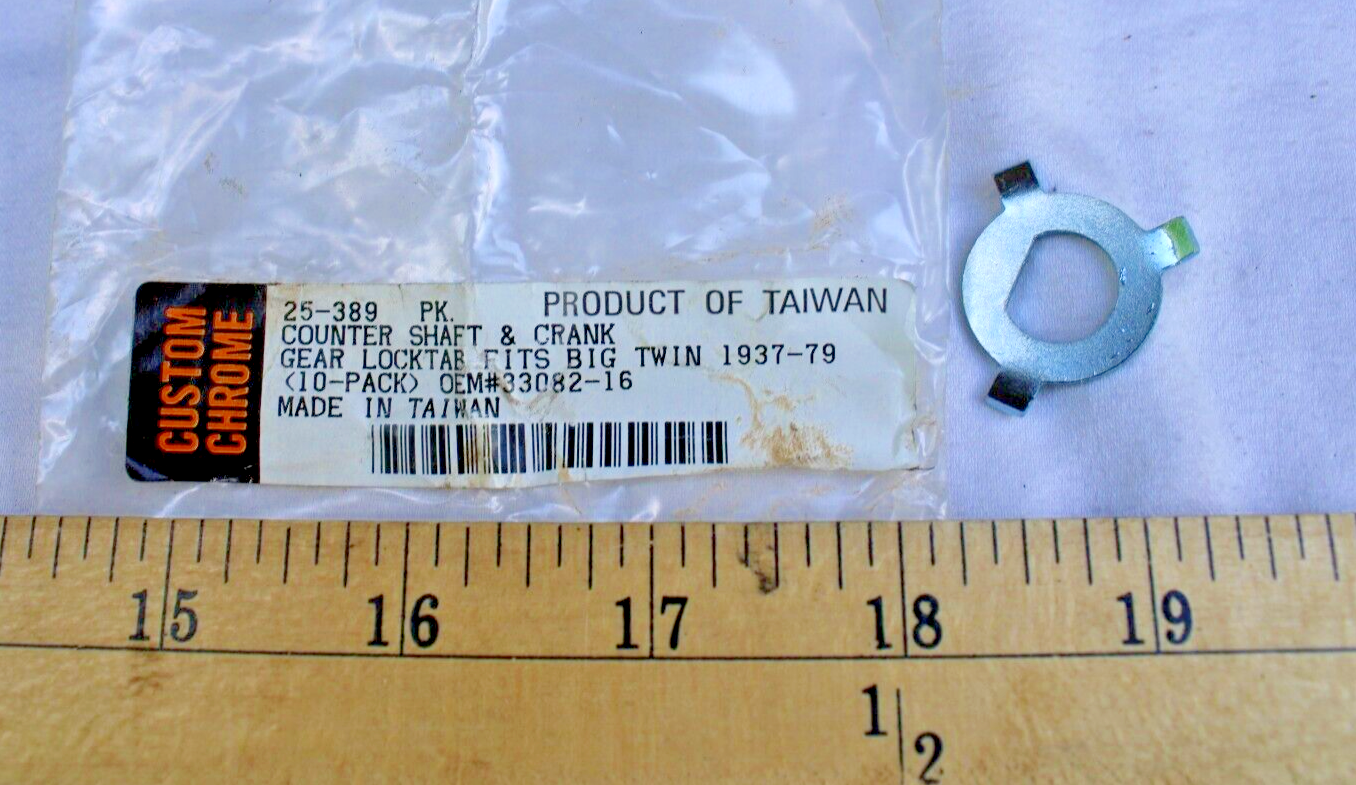 CUSTOM
CHROME
25-389 PK. PRODUCT OF TAIWAN
COUNTER SHAFT & CRANK
GEAR LOCKTAB FITS BIG TWIN 1937-79
<10-PACK> OEM#33082-16
MADE IN TAIWAN
15 16 17 18 19
1 2